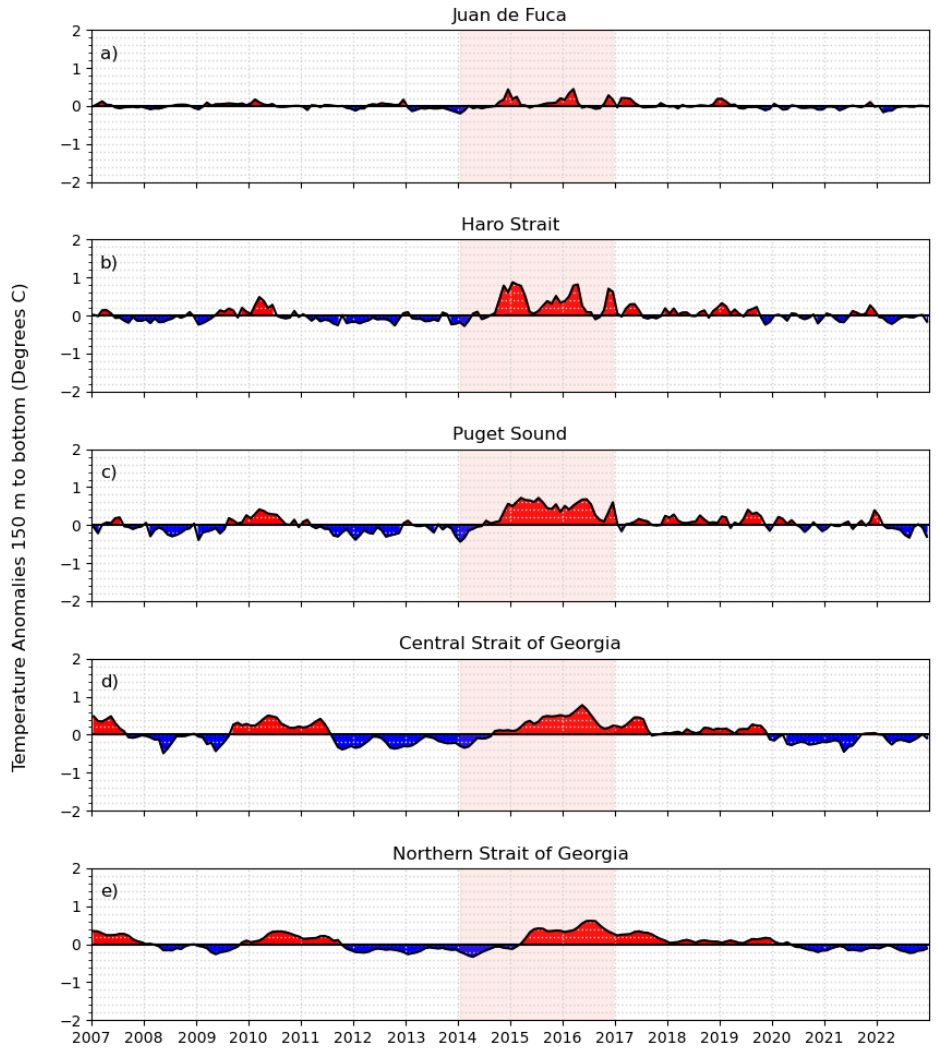 Juan de Fuca
a)
2
1
0
−1
−2
Haro Strait
b)
2
1
0
−1
−2
Temperature Anomalies 150 m to bottom (Degrees C)
Puget Sound
c)
2
1
0
−1
−2
Central Strait of Georgia
d)
2
1
0
−1
−2
Northern Strait of Georgia
e)
2
1
0
−1
−2
2007 2008 2009 2010 2011 2012 2013 2014 2015 2016 2017 2018 2019 2020 2021 2022